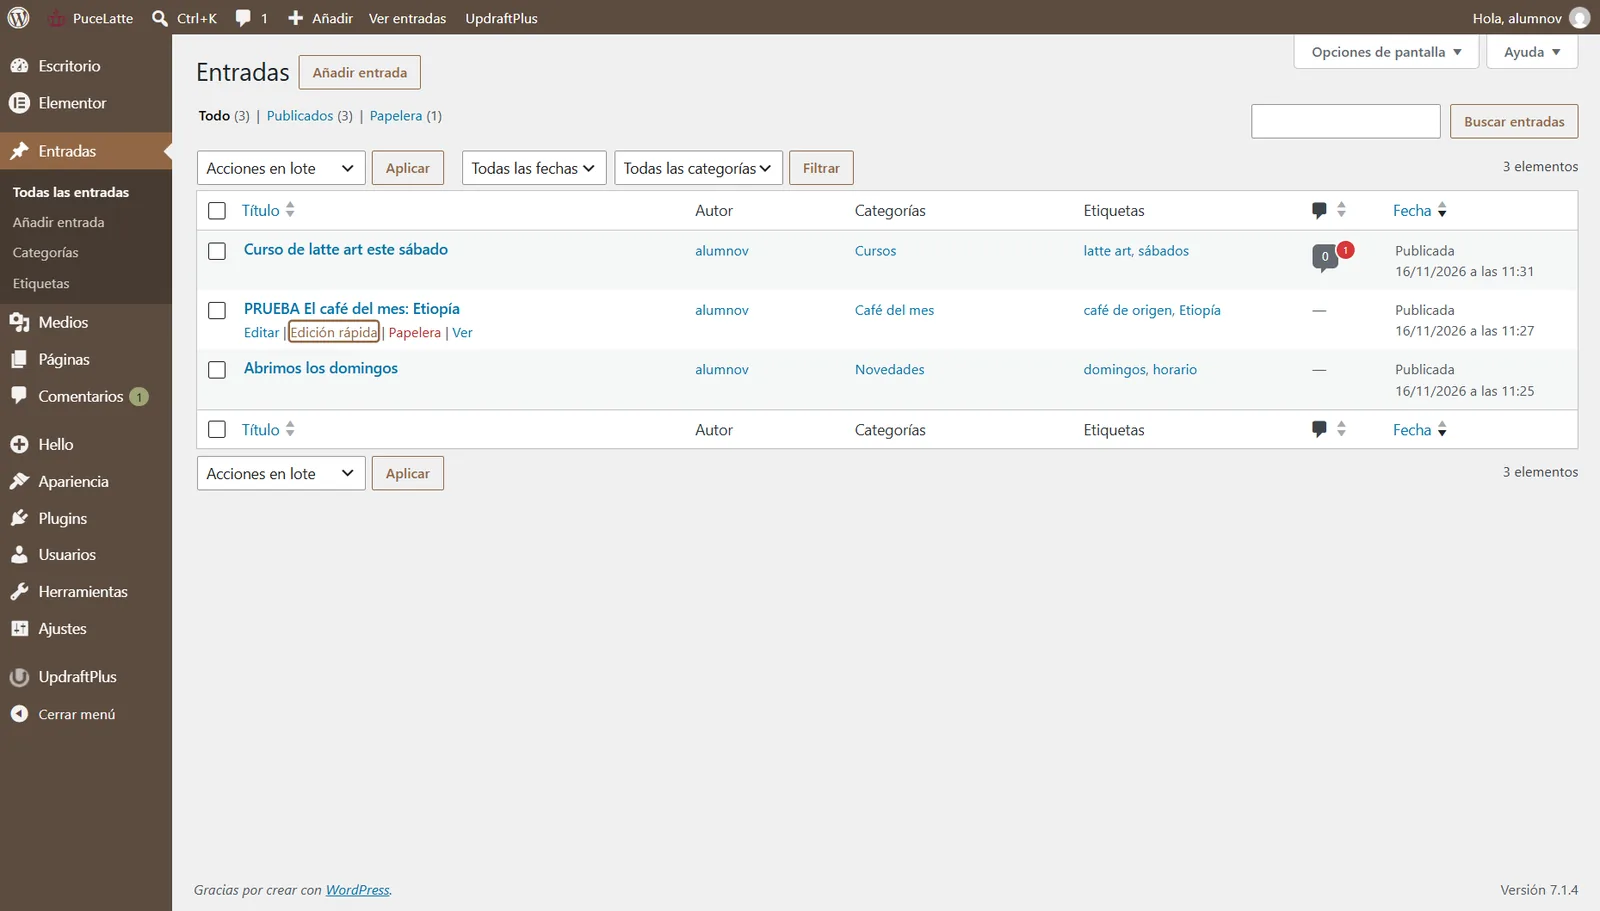 PuceLatte Ctrl+K 1 Añadir Ver entradas UpdraftPlus Hola, alumnov
Opciones de pantalla Ayuda
Escritorio
Elementor
Entradas
Todas las entradas
Añadir entrada
Categorías
Etiquetas
Medios
Páginas
Comentarios 1
Hello
Apariencia
Plugins
Usuarios
Herramientas
Ajustes
UpdraftPlus
Cerrar menú
Entradas Añadir entrada
Todo (3) | Publicados (3) | Papelera (1)
Buscar entradas
Acciones en lote Aplicar Todas las fechas Todas las categorías Filtrar 3 elementos
Título Autor Categorías Etiquetas Fecha
Curso de latte art este sábado alumnov Cursos latte art, sábados 0 1 Publicada
16/11/2026 a las 11:31
PRUEBA El café del mes: Etiopía alumnov Café del mes café de origen, Etiopía — Publicada
Editar | Edición rápida | Papelera | Ver 16/11/2026 a las 11:27
Abrimos los domingos alumnov Novedades domingos, horario — Publicada
16/11/2026 a las 11:25
Título Autor Categorías Etiquetas Fecha
Acciones en lote Aplicar 3 elementos
Gracias por crear con WordPress. Versión 7.1.4